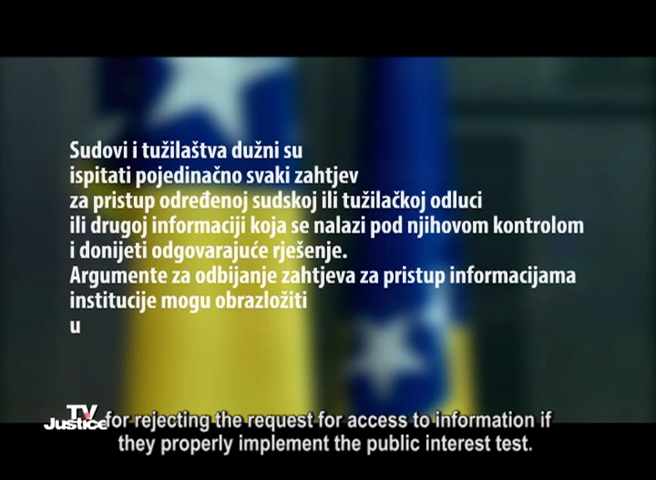 Sudovi i tužilaštva dužni su
ispitati pojedinačno svaki zahtjev
za pristup određenoj sudskoj ili tužilačkoj odluci
ili drugoj informaciji koja se nalazi pod njihovom kontrolom
i donijeti odgovarajuće rješenje.
Argumente za odbijanje zahtjeva za pristup informacijama
institucije mogu obrazložiti
u
TV
Justice
for rejecting the request for access to information if
they properly implement the public interest test.